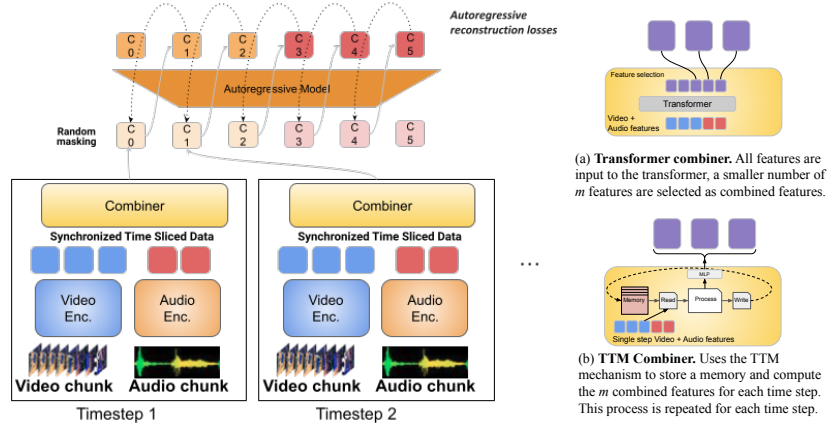 Autoregressive
reconstruction losses
C 0
C 1
C 2
C 3
C 4
C 5
Autoregressive Model
Random
masking
C 0
C 1
C 2
C 3
C 4
C 5
Combiner
Synchronized Time Sliced Data
Video
Enc.
Audio
Enc.
Video chunk
Audio chunk
Timestep 1
Combiner
Synchronized Time Sliced Data
Video
Enc.
Audio
Enc.
Video chunk
Audio chunk
Timestep 2
...
Feature selection
Transformer
Video +
Audio features
(a) Transformer combiner. All features are
input to the transformer, a smaller number of
m features are selected as combined features.
MLP
Memory
Read
Process
Write
Single step Video + Audio features
(b) TTM Combiner. Uses the TTM
mechanism to store a memory and compute
the m combined features for each time step.
This process is repeated for each time step.